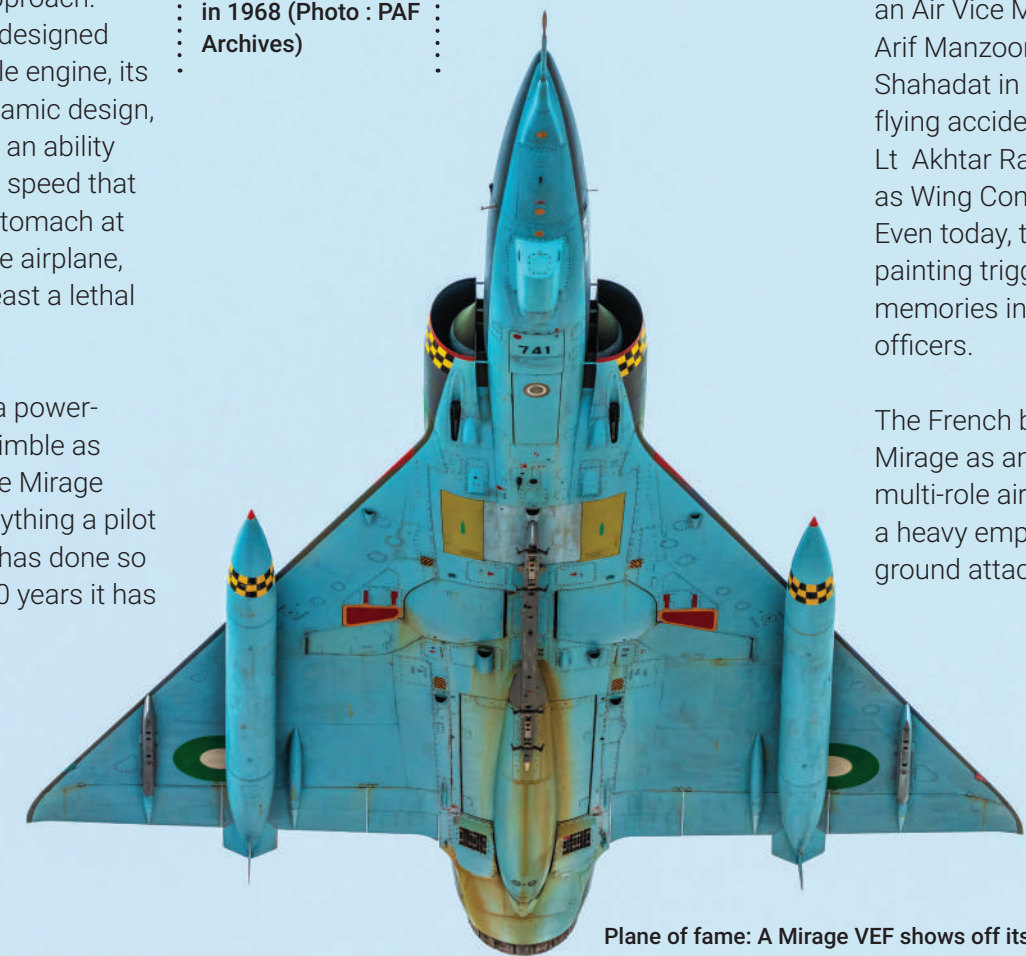 proach.
designed
le engine, its
amic design,
an ability
speed that
tomach at
e airplane,
east a lethal
a power-
imble as
e Mirage
ything a pilot
has done so
0 years it has
in 1968 (Photo : PAF
Archives)
741
an Air Vice M
Arif Manzoor
Shahadat in
flying accide
Lt Akhtar Ra
as Wing Con
Even today, t
painting trigg
memories in
officers.
The French b
Mirage as an
multi-role air
a heavy emp
ground attac
Plane of fame: A Mirage VEF shows off its